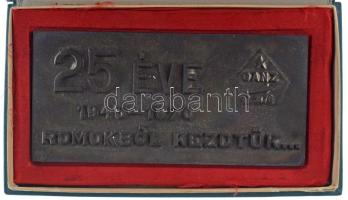 25 ÉVE
GANZ
darabanth
ROMOKBÓL KEZDTÜK...